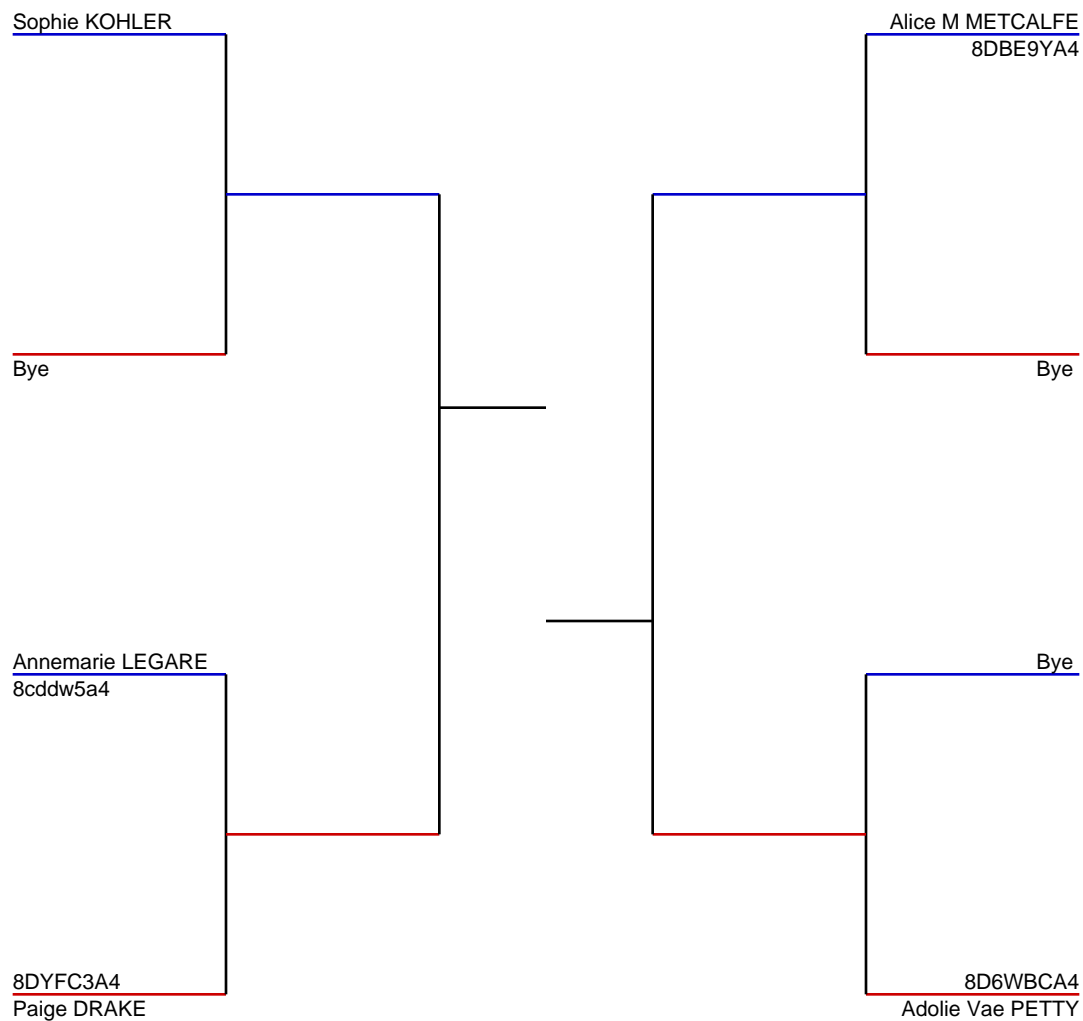 Sophie KOHLER
Bye
Annemarie LEGARE
8cddw5a4
8DYFC3A4
Paige DRAKE
Alice M METCALFE
8DBE9YA4
Bye
Bye
8D6WBCA4
Adolie Vae PETTY